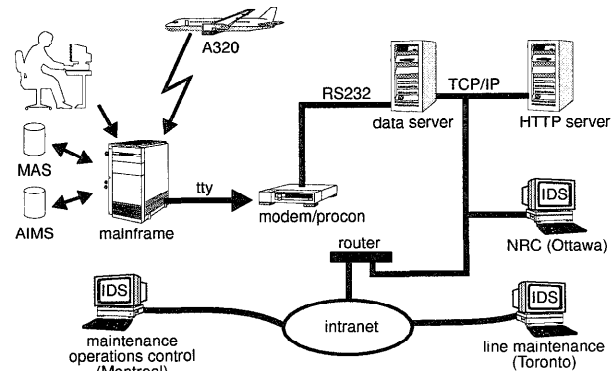 A320
RS232
TCP/IP
data server
HTTP server
MAS
tty
IDS
AIMS
mainframe
modem/procon
NRC (Ottawa)
router
IDS
IDS
intranet
maintenance
operations control
(Montreal)
line maintenance
(Toronto)